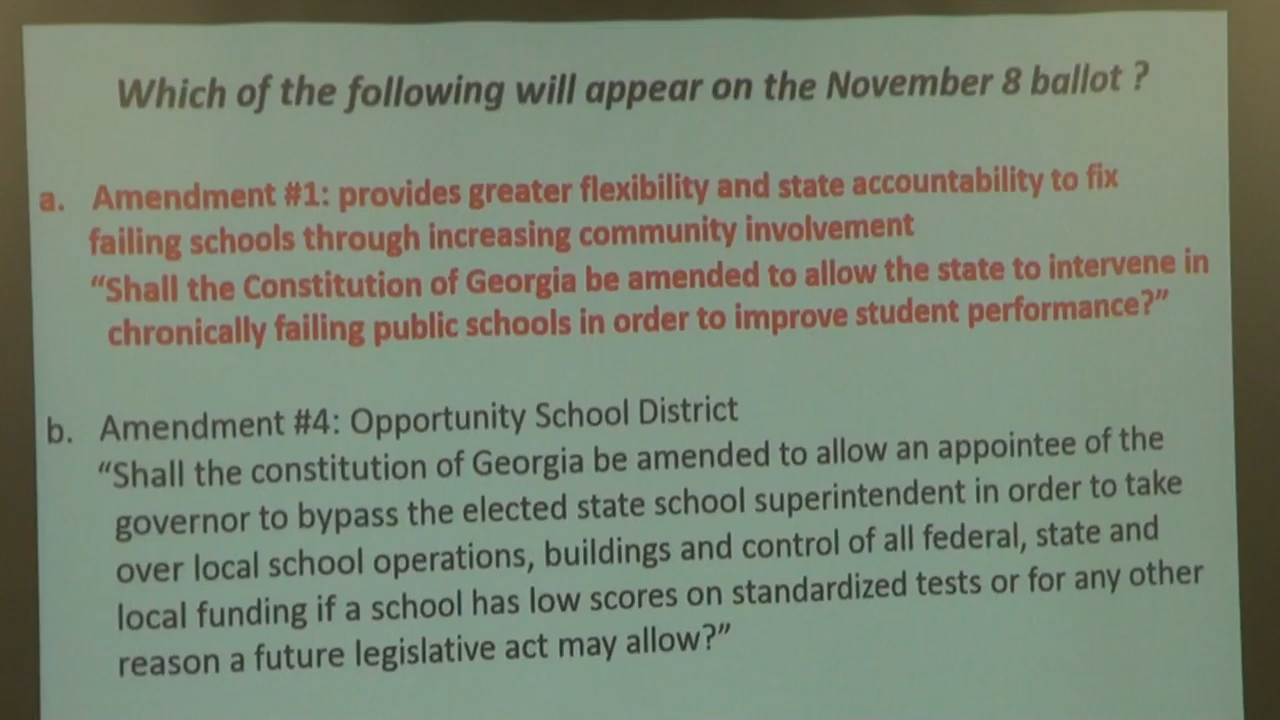 Which of the following will appear on the November 8 ballot ?
a. Amendment #1: provides greater flexibility and state accountability to fix
failing schools through increasing community involvement
“Shall the Constitution of Georgia be amended to allow the state to intervene in
chronically failing public schools in order to improve student performance?”
b. Amendment #4: Opportunity School District
“Shall the constitution of Georgia be amended to allow an appointee of the
governor to bypass the elected state school superintendent in order to take
over local school operations, buildings and control of all federal, state and
local funding if a school has low scores on standardized tests or for any other
reason a future legislative act may allow?”